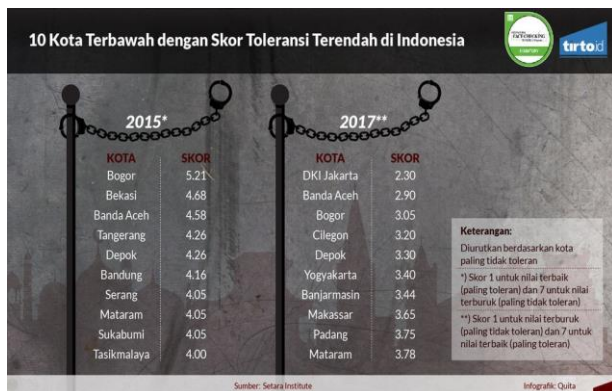 10 Kota Terbawah dengan Skor Toleransi Terendah di Indonesia
FACT-CHECKING
tirto.id
2015*
KOTA SKOR
Bogor 5.21
Bekasi 4.68
Banda Aceh 4.58
Tangerang 4.26
Depok 4.26
Bandung 4.16
Serang 4.05
Mataram 4.05
Sukabumi 4.05
Tasikmalaya 4.00
2017**
KOTA SKOR
DKI Jakarta 2.30
Banda Aceh 2.90
Bogor 3.05
Cilegon 3.20
Depok 3.30
Yogyakarta 3.40
Banjarmasin 3.44
Makassar 3.65
Padang 3.75
Mataram 3.78
Keterangan:
Diurutkan berdasarkan kota
paling tidak toleran
*) Skor 1 untuk nilai terbaik
(paling toleran) dan 7 untuk nilai
terburuk (paling tidak toleran)
**) Skor 1 untuk nilai terburuk
(paling tidak toleran) dan 7 untuk
nilai terbaik (paling toleran)
Sumber: Setara Institute
Infografik: Quita